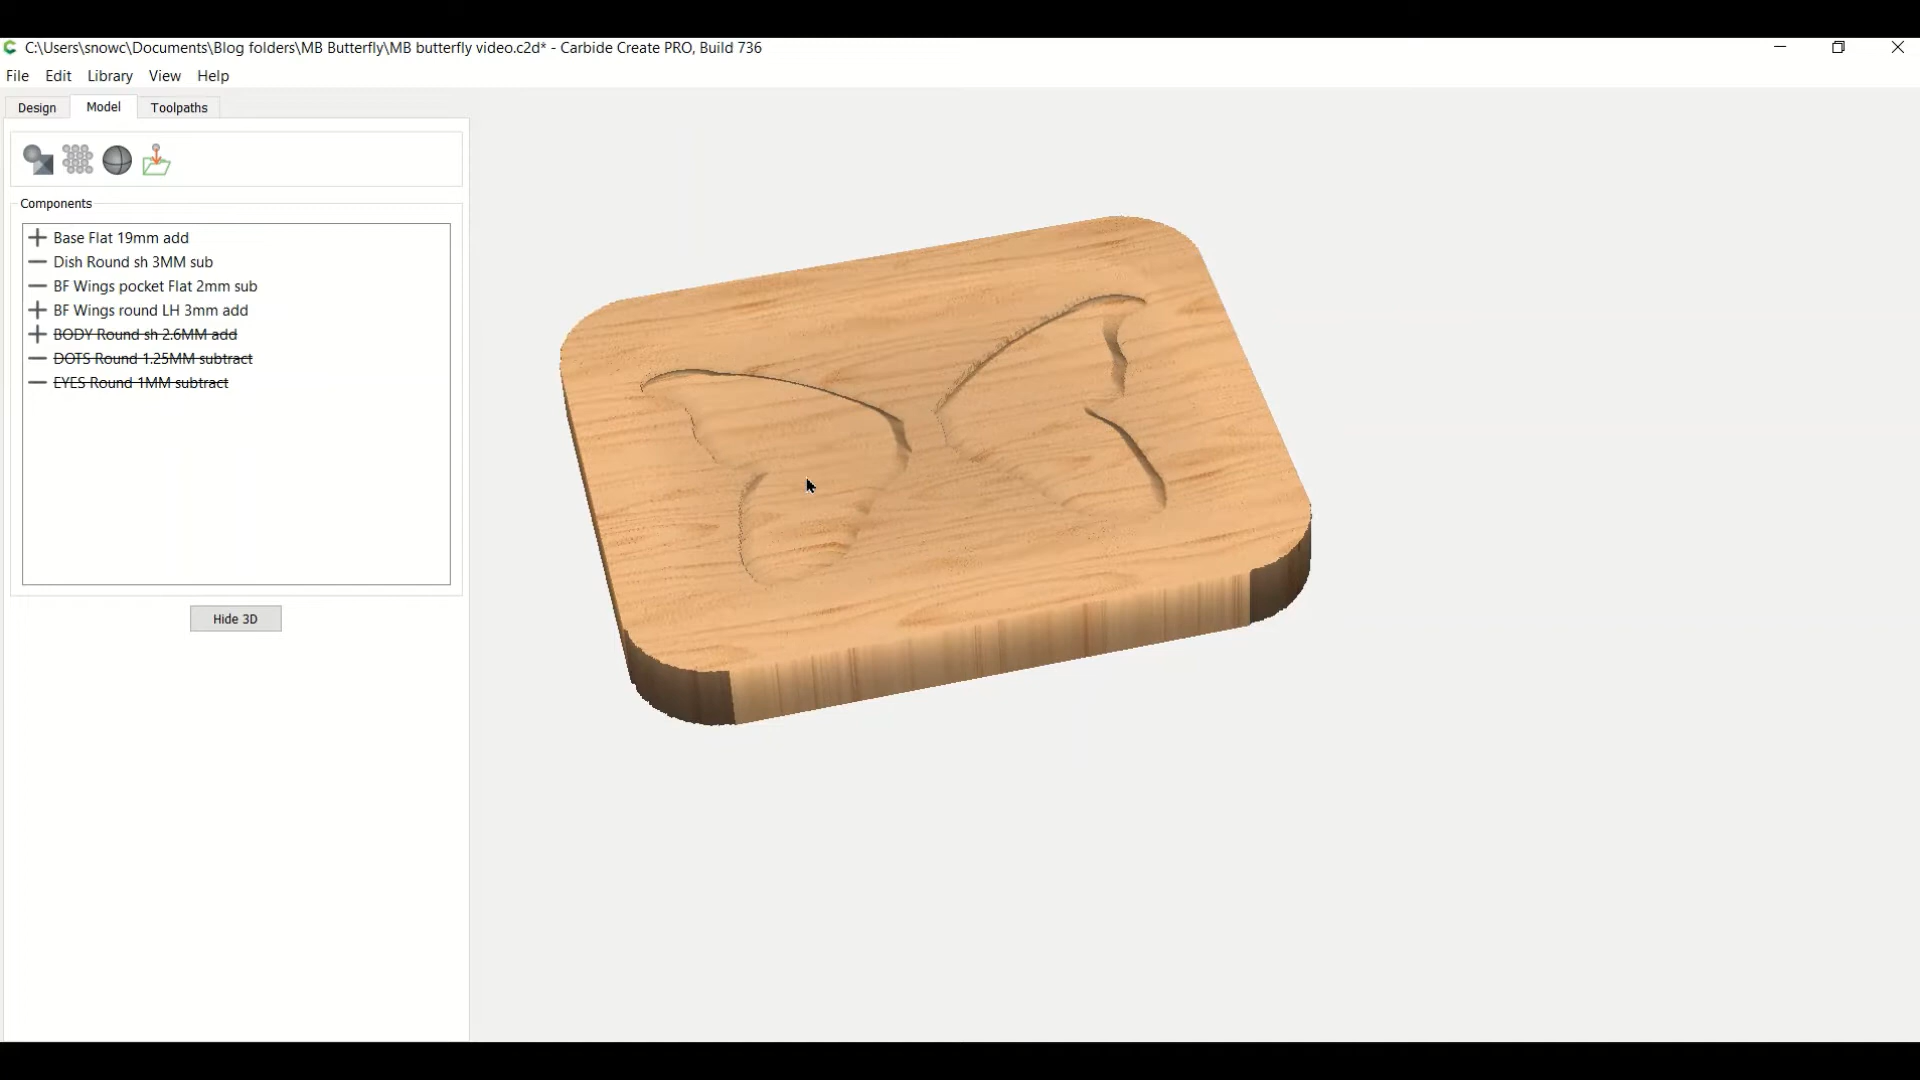 C:\Users\snowc\Documents\Blog folders\MB Butterfly\MB butterfly video.c2d* - Carbide Create PRO, Build 736
File Edit Library View Help
Design Model Toolpaths
Components
Base Flat 19mm add
Dish Round sh 3MM sub
BF Wings pocket Flat 2mm sub
BF Wings round LH 3mm add
BODY Round sh 2.6MM add
DOTS Round 1.25MM subtract
EYES Round 1MM subtract
Hide 3D